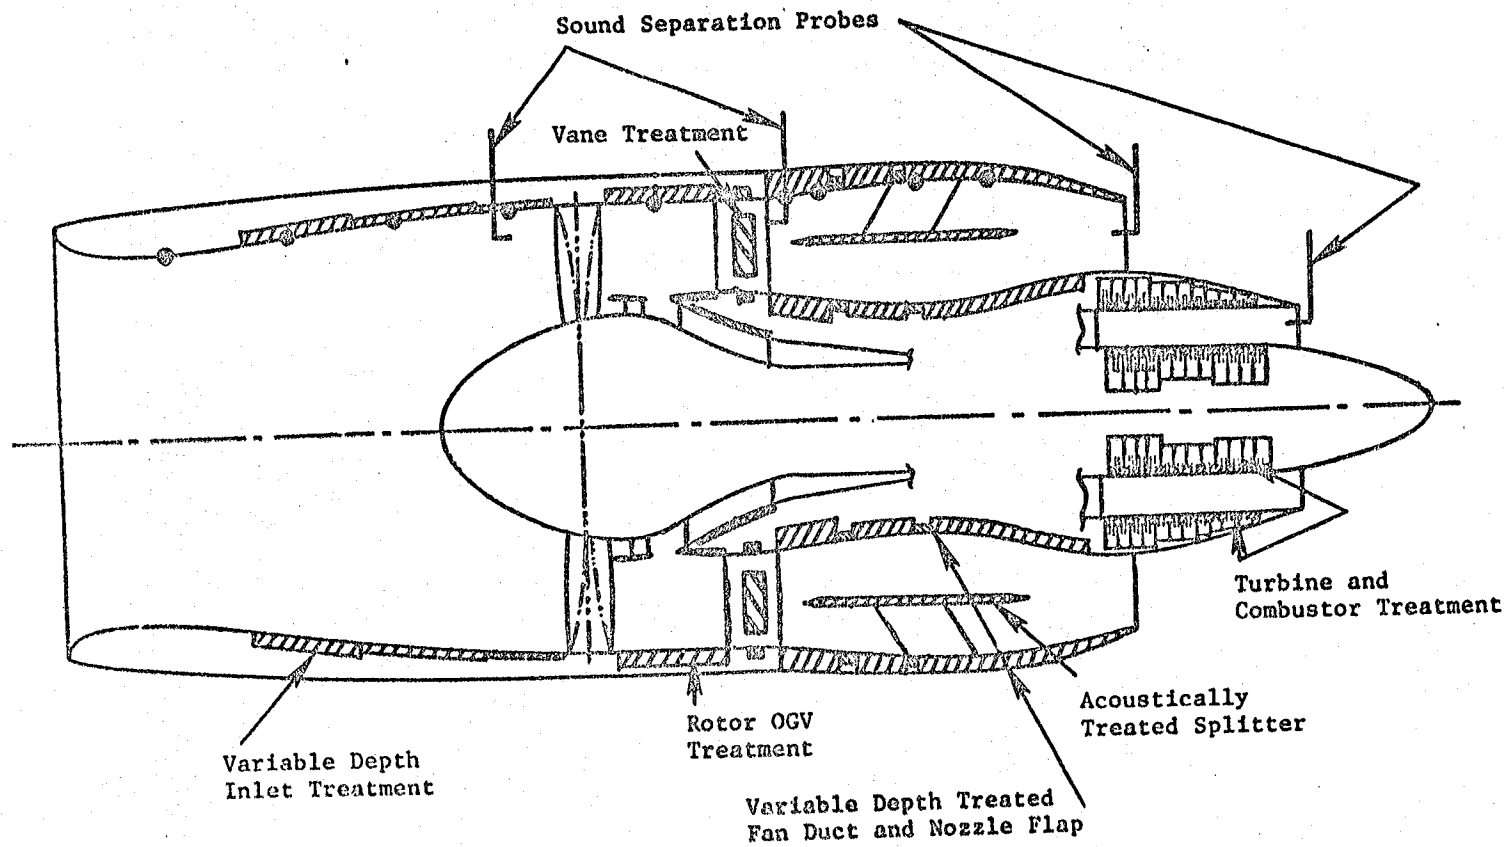 Sound Separation Probes
Vane Treatment
Turbine and
Combustor Treatment
Acoustically
Treated Splitter
Rotor OGV
Treatment
Variable Depth
Inlet Treatment
Variable Depth Treated
Fan Duct and Nozzle Flap